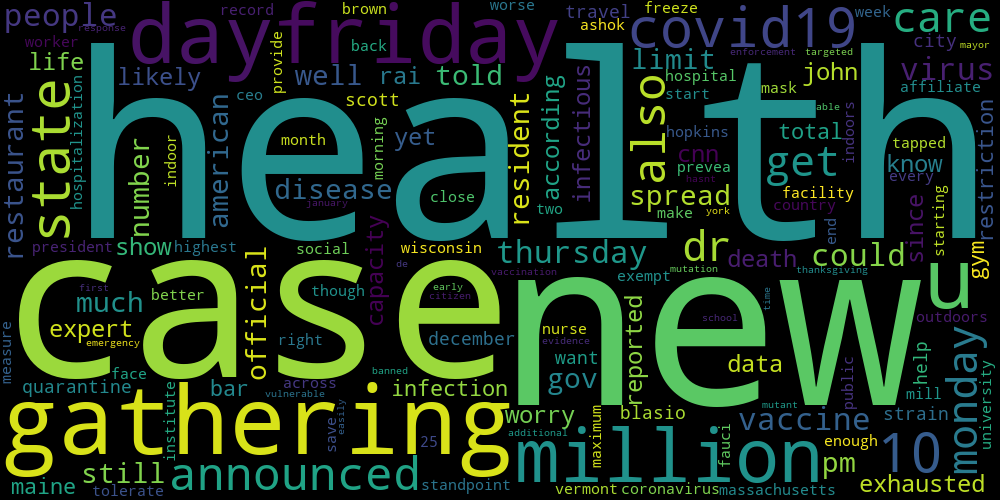 people
response
record
brown
worse
travel
freeze
ashok
week
covid19
care
worker
dayfriday
back
provide
city
mayor
enforcement
targeted
life
likely
well
rai
told
limit
john
virus
hospital
affiliate
ceo
scott
mask
start
able
restaurant
state
hospitalization
number
indoor
american
month
morning
yet
resident
according
infectious
also
hopkins
total
tapped
indoors
know
restriction
health
disease
close
two
cnn
get
prevea
hasnt
facility
every
spread
make
york
country
january
president
show
highest
social
wisconsin
thursday
dr
death
could
end
since
starting
gym
official
though
capacity
de
vaccination
exempt
mutation
thanksgiving
first
much
better
early
citizen
case
new
u
time
outdoors
expert
emergency
right
december
nurse
evidence
reported
school
data
measure
face
want
gov
public
help
monday
quarantine
bar
across
vulnerable
banned
infection
mutant
mill
university
gathering
institute
save
25
easily
worry
maximum
blasio
vaccine
strain
additional
fauci
enough
million
10
still
announced
standpoint
pm
maine
tolerate
vermont
coronavirus
massachusetts
exhausted